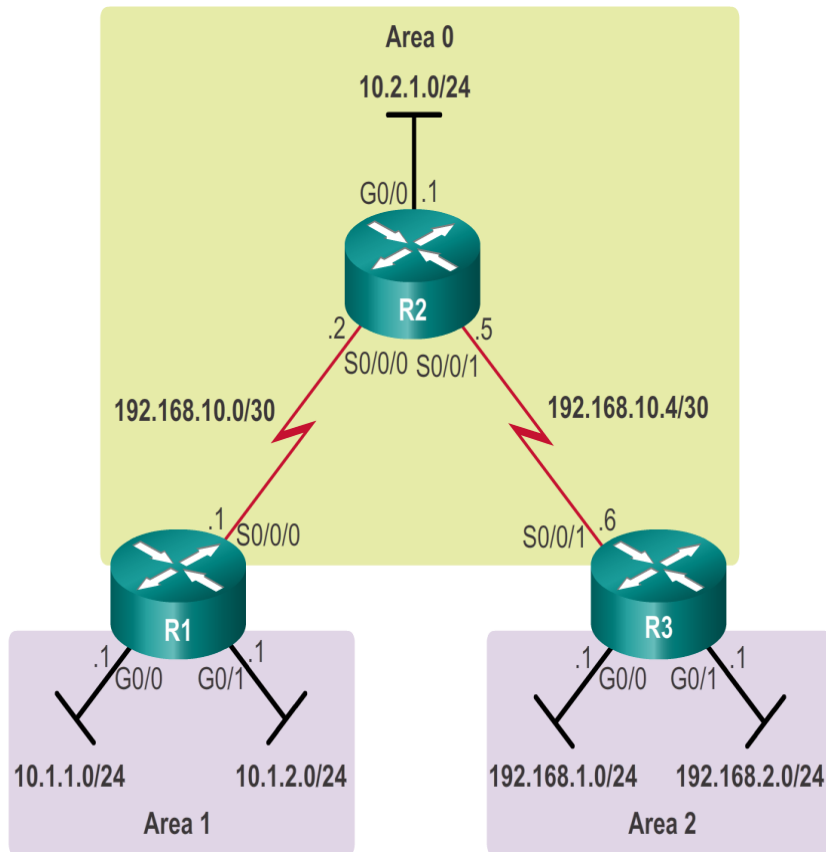 Area 0
10.2.1.0/24
G0/0 .1
R2
.2 .5
S0/0/0 S0/0/1
192.168.10.0/30 192.168.10.4/30
.1 .6
S0/0/0 S0/0/1
R1 R3
.1 .1 .1 .1
G0/0 G0/1 G0/0 G0/1
10.1.1.0/24 10.1.2.0/24 192.168.1.0/24 192.168.2.0/24
Area 1 Area 2